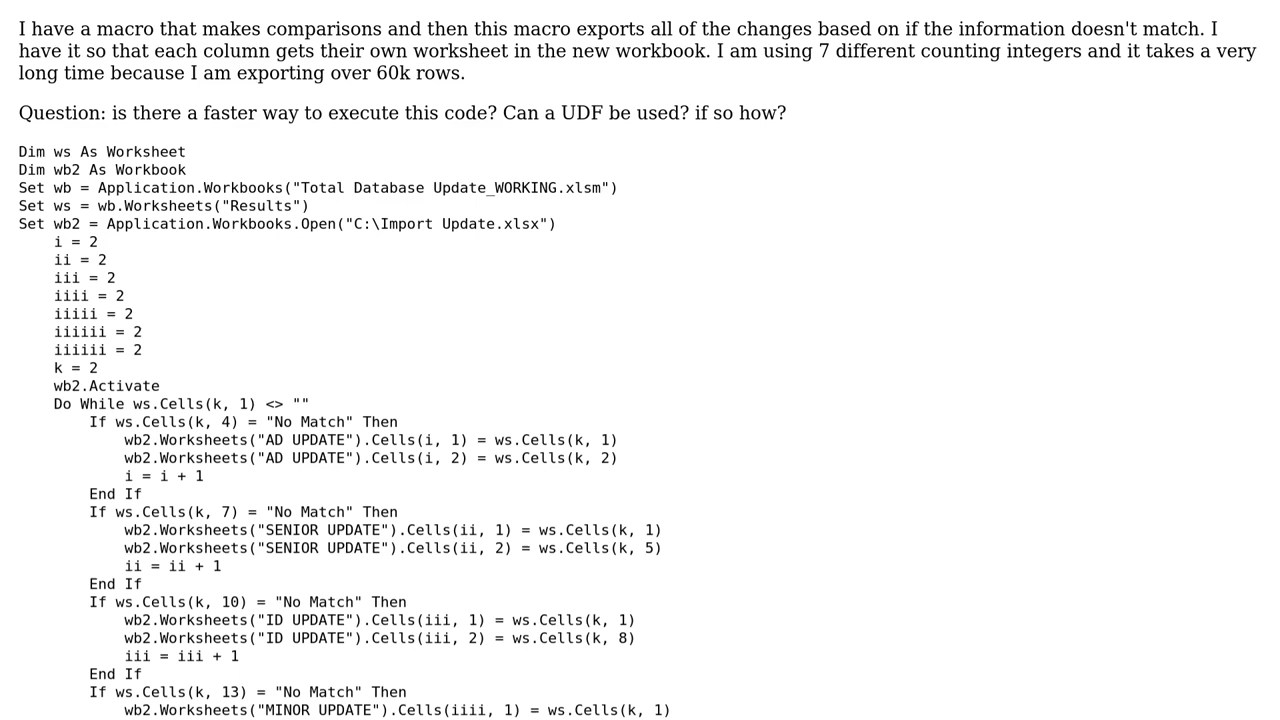 I have a macro that makes comparisons and then this macro exports all of the changes based on if the information doesn't match. I
have it so that each column gets their own worksheet in the new workbook. I am using 7 different counting integers and it takes a very
long time because I am exporting over 60k rows.
Question: is there a faster way to execute this code? Can a UDF be used? if so how?
Dim ws As Worksheet
Dim wb2 As Workbook
Set wb = Application.Workbooks("Total Database Update_WORKING.xlsm")
Set ws = wb.Worksheets("Results")
Set wb2 = Application.Workbooks.Open("C:\Import Update.xlsx")
    i = 2
    ii = 2
    iii = 2
    iiii = 2
    iiiii = 2
    iiiiii = 2
    iiiiii = 2
    k = 2
    wb2.Activate
    Do While ws.Cells(k, 1) <> ""
        If ws.Cells(k, 4) = "No Match" Then
            wb2.Worksheets("AD UPDATE").Cells(i, 1) = ws.Cells(k, 1)
            wb2.Worksheets("AD UPDATE").Cells(i, 2) = ws.Cells(k, 2)
            i = i + 1
        End If
        If ws.Cells(k, 7) = "No Match" Then
            wb2.Worksheets("SENIOR UPDATE").Cells(ii, 1) = ws.Cells(k, 1)
            wb2.Worksheets("SENIOR UPDATE").Cells(ii, 2) = ws.Cells(k, 5)
            ii = ii + 1
        End If
        If ws.Cells(k, 10) = "No Match" Then
            wb2.Worksheets("ID UPDATE").Cells(iii, 1) = ws.Cells(k, 1)
            wb2.Worksheets("ID UPDATE").Cells(iii, 2) = ws.Cells(k, 8)
            iii = iii + 1
        End If
        If ws.Cells(k, 13) = "No Match" Then
            wb2.Worksheets("MINOR UPDATE").Cells(iiii, 1) = ws.Cells(k, 1)